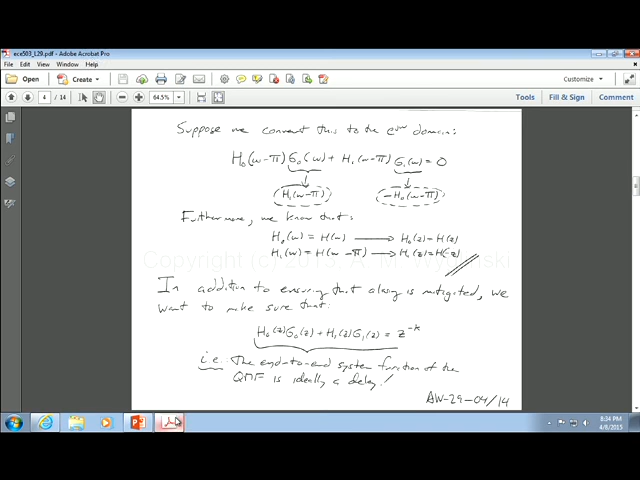 ece503_L29.pdf - Adobe Acrobat Pro
File Edit View Window Help
Open Create Customize
4 / 14 64.5% Tools Fill & Sign Comment
Suppose we convert this to the e^jω domain:
H₀(ω-π)G₀(ω) + H₁(ω-π)G₁(ω) = 0
H₁(ω-π) -H₀(ω-π)
Furthermore, we know that:
H₀(ω) = H(ω) → H₀(z) = H(z)
H₁(ω) = H(ω-π) → H₁(z) = H(-z)
Copyright (c) 2015, A. M. Wyglinski
In addition to ensuring that aliasing is mitigated, we
want to make sure that:
H₀(z)G₀(z) + H₁(z)G₁(z) = z^-k
i.e. The end-to-end system function of the
QMF is ideally a delay!
AW-29-04/14
8:34 PM
4/8/2015